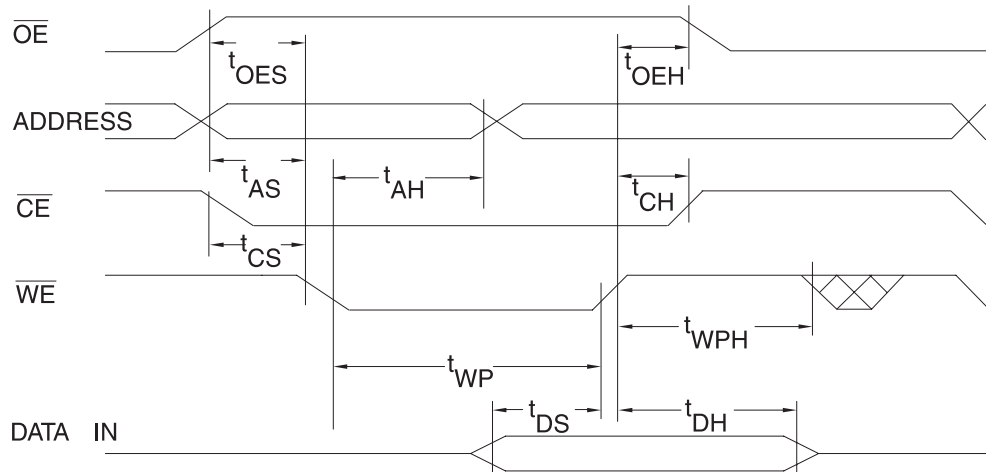 OE
tOES
tOEH
ADDRESS
tAS
tAH
tCH
CE
tCS
WE
tWPH
tWP
tDS
tDH
DATA IN